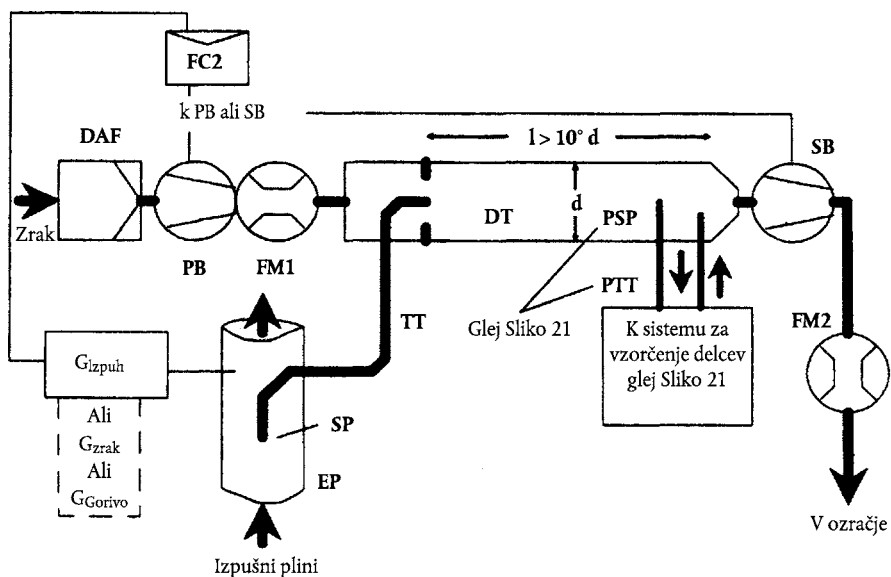 FC2
k PB ali SB
DAF
l > 10° d
SB
Zrak
d
DT
PSP
PB
FM1
PTT
TT
Glej Sliko 21
K sistemu za
vzorčenje delcev
glej Sliko 21
FM2
GIzpuh
Ali
Gzrak
Ali
GGorivo
SP
EP
V ozračje
Izpušni plini